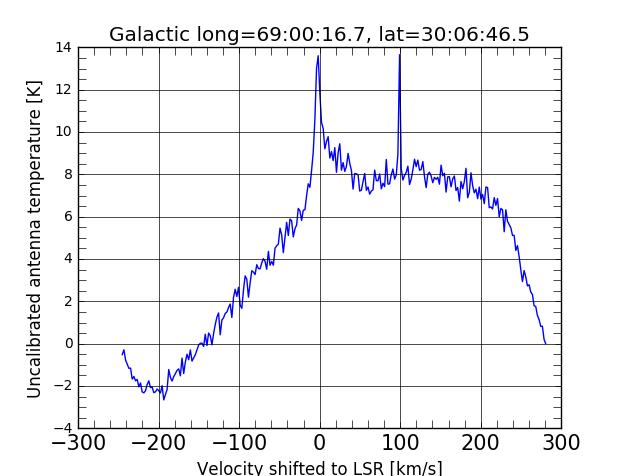 Galactic long=69:00:16.7, lat=30:06:46.5
Uncalibrated antenna temperature [K]
14
12
10
8
6
4
2
0
−2
−4
−300 −200 −100 0 100 200 300
Velocity shifted to LSR [km/s]